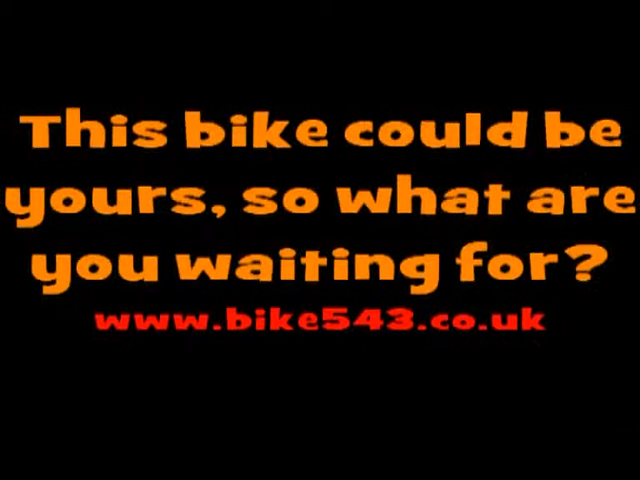 This bike could be
yours, so what are
you waiting for?
www.bike543.co.uk